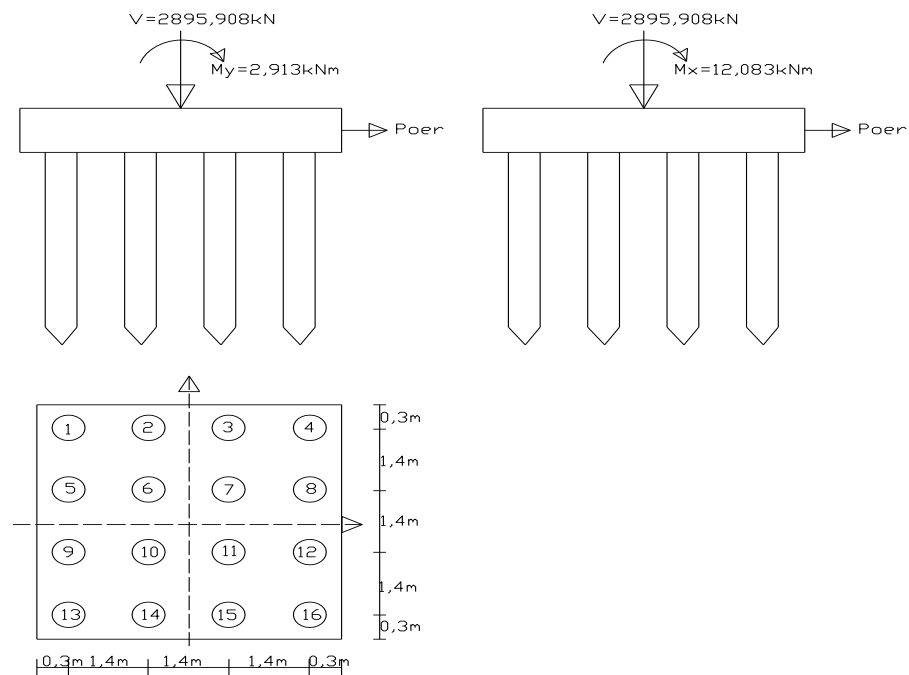 V=2895,908kN
My=2,913kNm
Poer
V=2895,908kN
Mx=12,083kNm
Poer
1 2 3 4
5 6 7 8
9 10 11 12
13 14 15 16
0,3m
1,4m
1,4m
1,4m
0,3m
0,3m 1,4m 1,4m 1,4m 0,3m